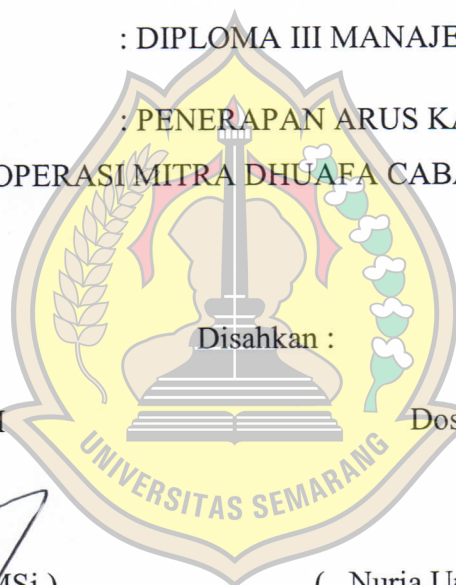 : DIPLOMA III MANAJE
: PENERAPAN ARUS KA
OPERASI MITRA DHUAFA CABA
Disahkan :
Dos
UNIVERSITAS SEMARANG
MSi )
( Nuria U